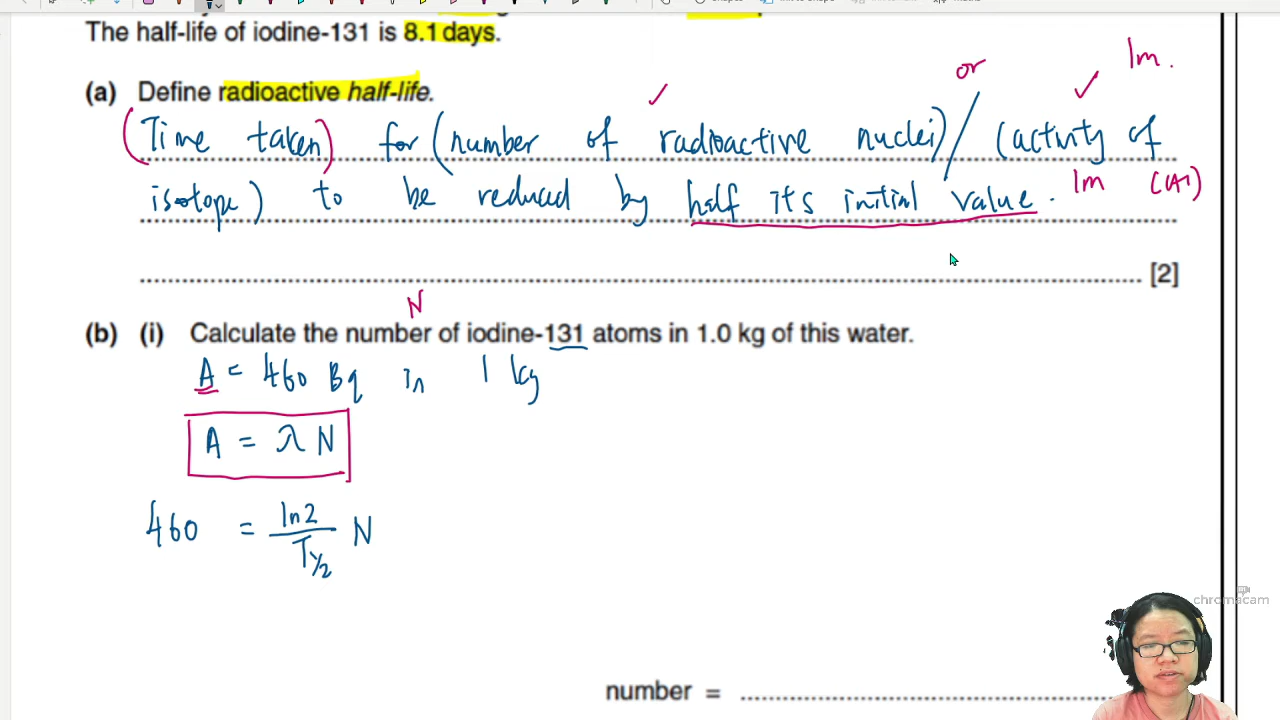 The half-life of iodine-131 is 8.1 days.
(a) Define radioactive half-life.
or
1m.
(Time taken) for (number of radioactive nuclei) / (activity of
isotope) to be reduced by half its initial value. 1m (A1)
[2]
N
(b) (i) Calculate the number of iodine-131 atoms in 1.0 kg of this water.
A = 460 Bq in 1 kg
A = λ N
460 = ln2 / T½ N
chromacam
number =